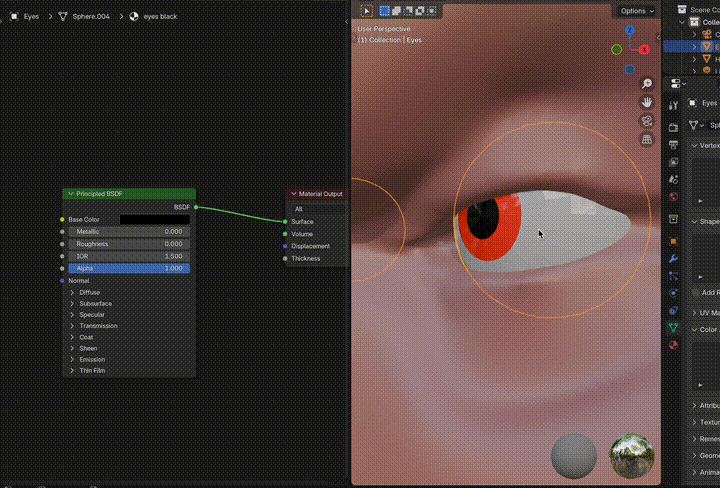 Eyes > Sphere.004 > eyes black
Options
User Perspective
(1) Collection | Eyes
X
Z
Scene Co
Colle
Eyes
Sph
Vertex
Shape
Add R
UV Ma
Color
Attribu
Textur
Remes
Geome
Anima
Principled BSDF
BSDF
Base Color
Metallic 0.000
Roughness 0.000
IOR 1.500
Alpha 1.000
Normal
Diffuse
Subsurface
Specular
Transmission
Coat
Sheen
Emission
Thin Film
Material Output
All
Surface
Volume
Displacement
Thickness